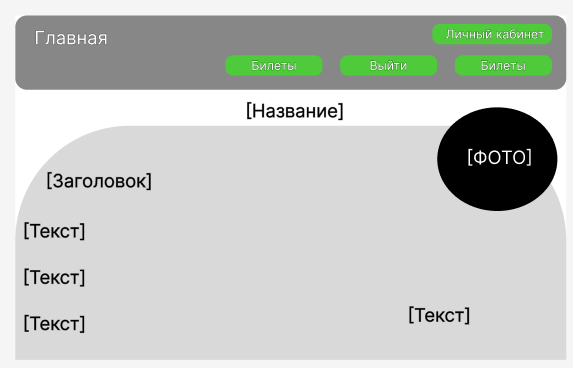 Главная
Личный кабинет
Билеты
Выйти
Билеты
[Название]
[ФОТО]
[Заголовок]
[Текст]
[Текст]
[Текст]
[Текст]